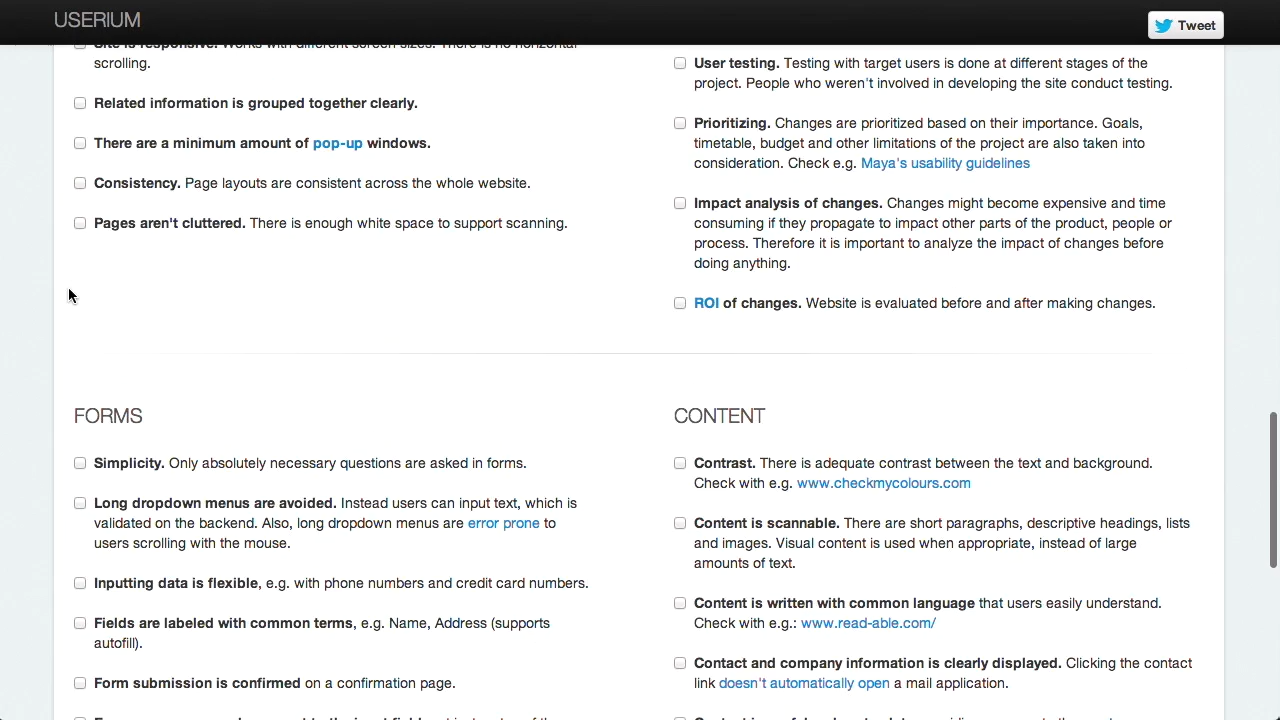 USERIUM
Tweet
Site is responsive. Works with different screen sizes. There is no horizontal
scrolling.
Related information is grouped together clearly.
There are a minimum amount of pop-up windows.
Consistency. Page layouts are consistent across the whole website.
Pages aren't cluttered. There is enough white space to support scanning.
User testing. Testing with target users is done at different stages of the
project. People who weren't involved in developing the site conduct testing.
Prioritizing. Changes are prioritized based on their importance. Goals,
timetable, budget and other limitations of the project are also taken into
consideration. Check e.g. Maya's usability guidelines
Impact analysis of changes. Changes might become expensive and time
consuming if they propagate to impact other parts of the product, people or
process. Therefore it is important to analyze the impact of changes before
doing anything.
ROI of changes. Website is evaluated before and after making changes.
FORMS
Simplicity. Only absolutely necessary questions are asked in forms.
Long dropdown menus are avoided. Instead users can input text, which is
validated on the backend. Also, long dropdown menus are error prone to
users scrolling with the mouse.
Inputting data is flexible, e.g. with phone numbers and credit card numbers.
Fields are labeled with common terms, e.g. Name, Address (supports
autofill).
Form submission is confirmed on a confirmation page.
CONTENT
Contrast. There is adequate contrast between the text and background.
Check with e.g. www.checkmycolours.com
Content is scannable. There are short paragraphs, descriptive headings, lists
and images. Visual content is used when appropriate, instead of large
amounts of text.
Content is written with common language that users easily understand.
Check with e.g.: www.read-able.com/
Contact and company information is clearly displayed. Clicking the contact
link doesn't automatically open a mail application.